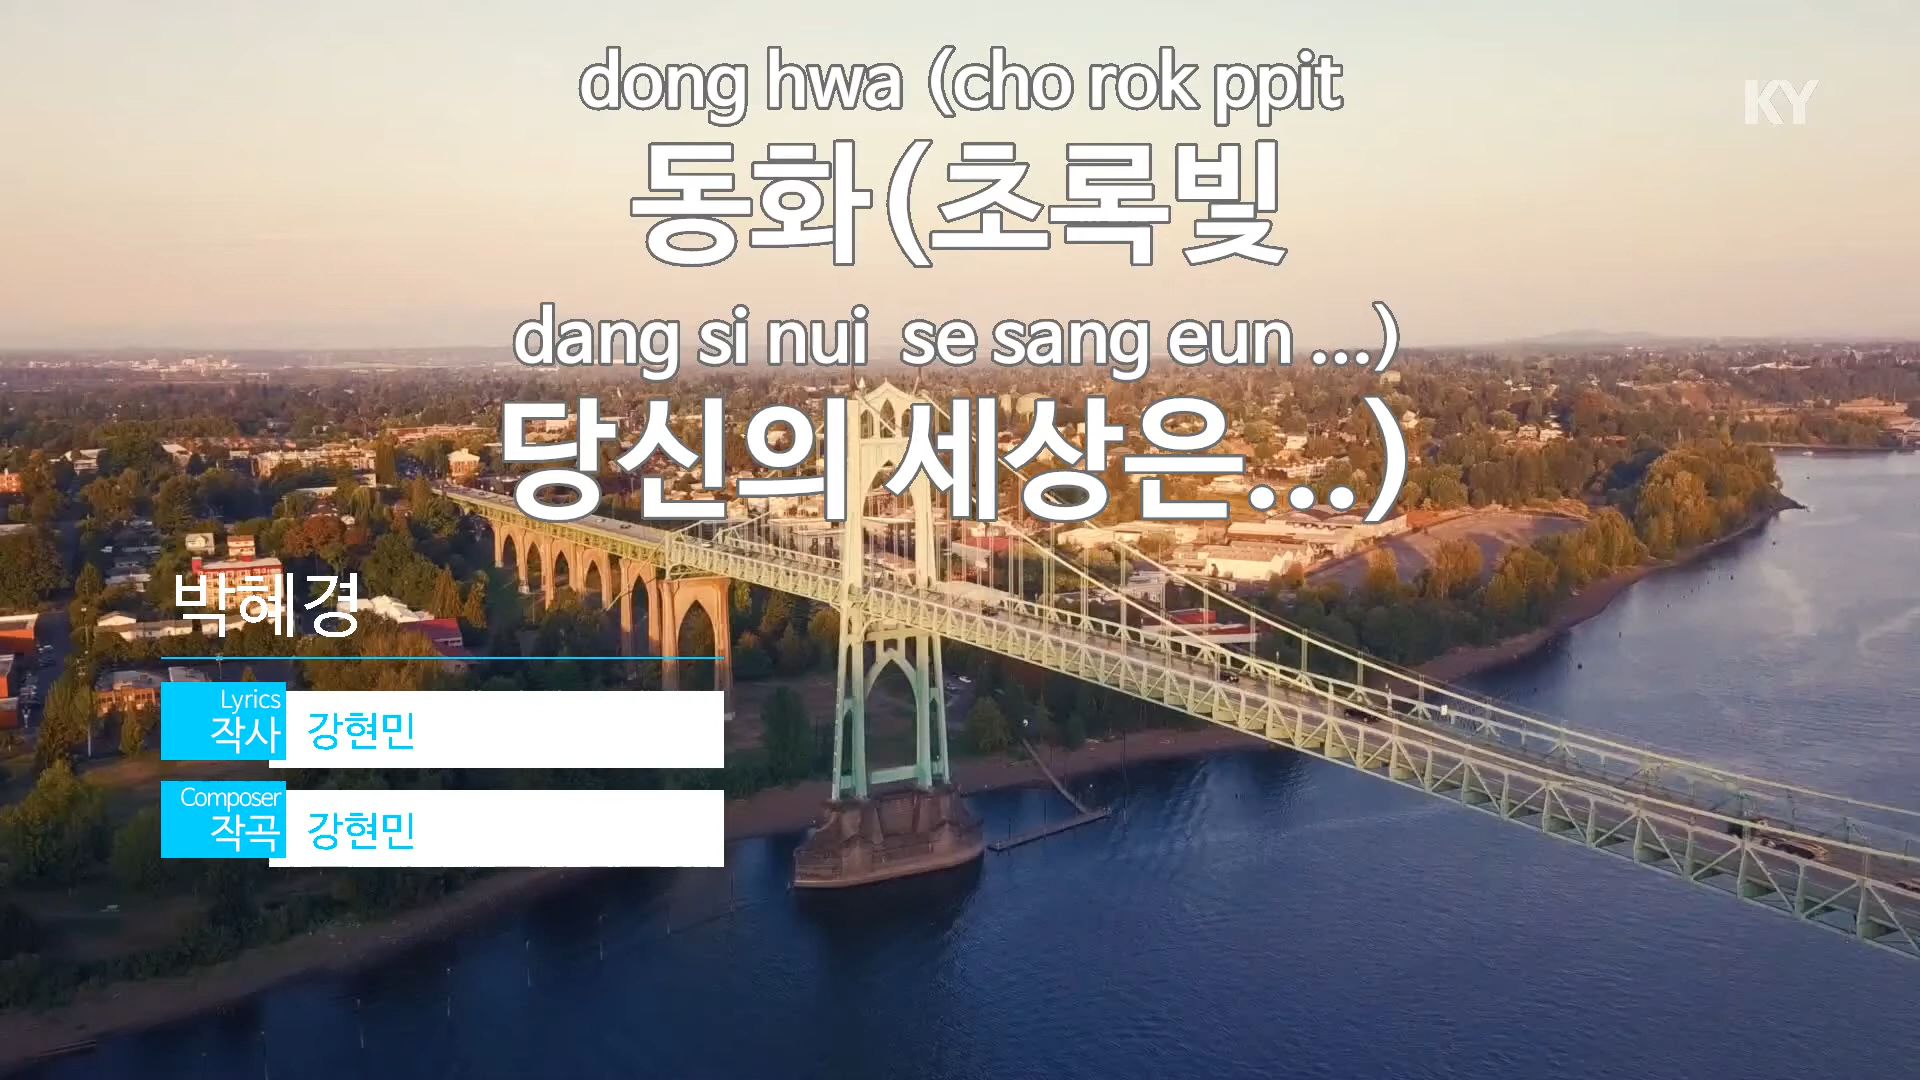 dong hwa (cho rok ppit
KY
동화(초록빛
dang si nui se sang eun ...)
당신의 세상은...)
박혜경
Lyrics
작사 강현민
Composer
작곡 강현민